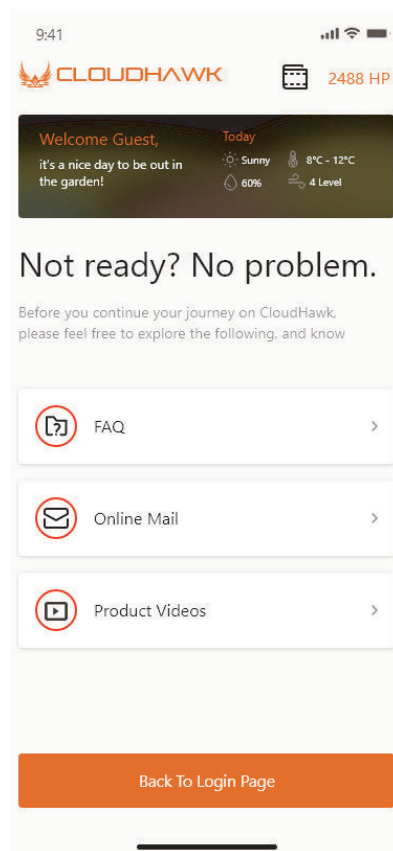 9:41
CLOUDHAWK
2488 HP
Welcome Guest,
it's a nice day to be out in
the garden!
Today
Sunny
8°C - 12°C
60%
4 Level
Not ready? No problem.
Before you continue your journey on CloudHawk,
please feel free to explore the following, and know
FAQ
Online Mail
Product Videos
Back To Login Page